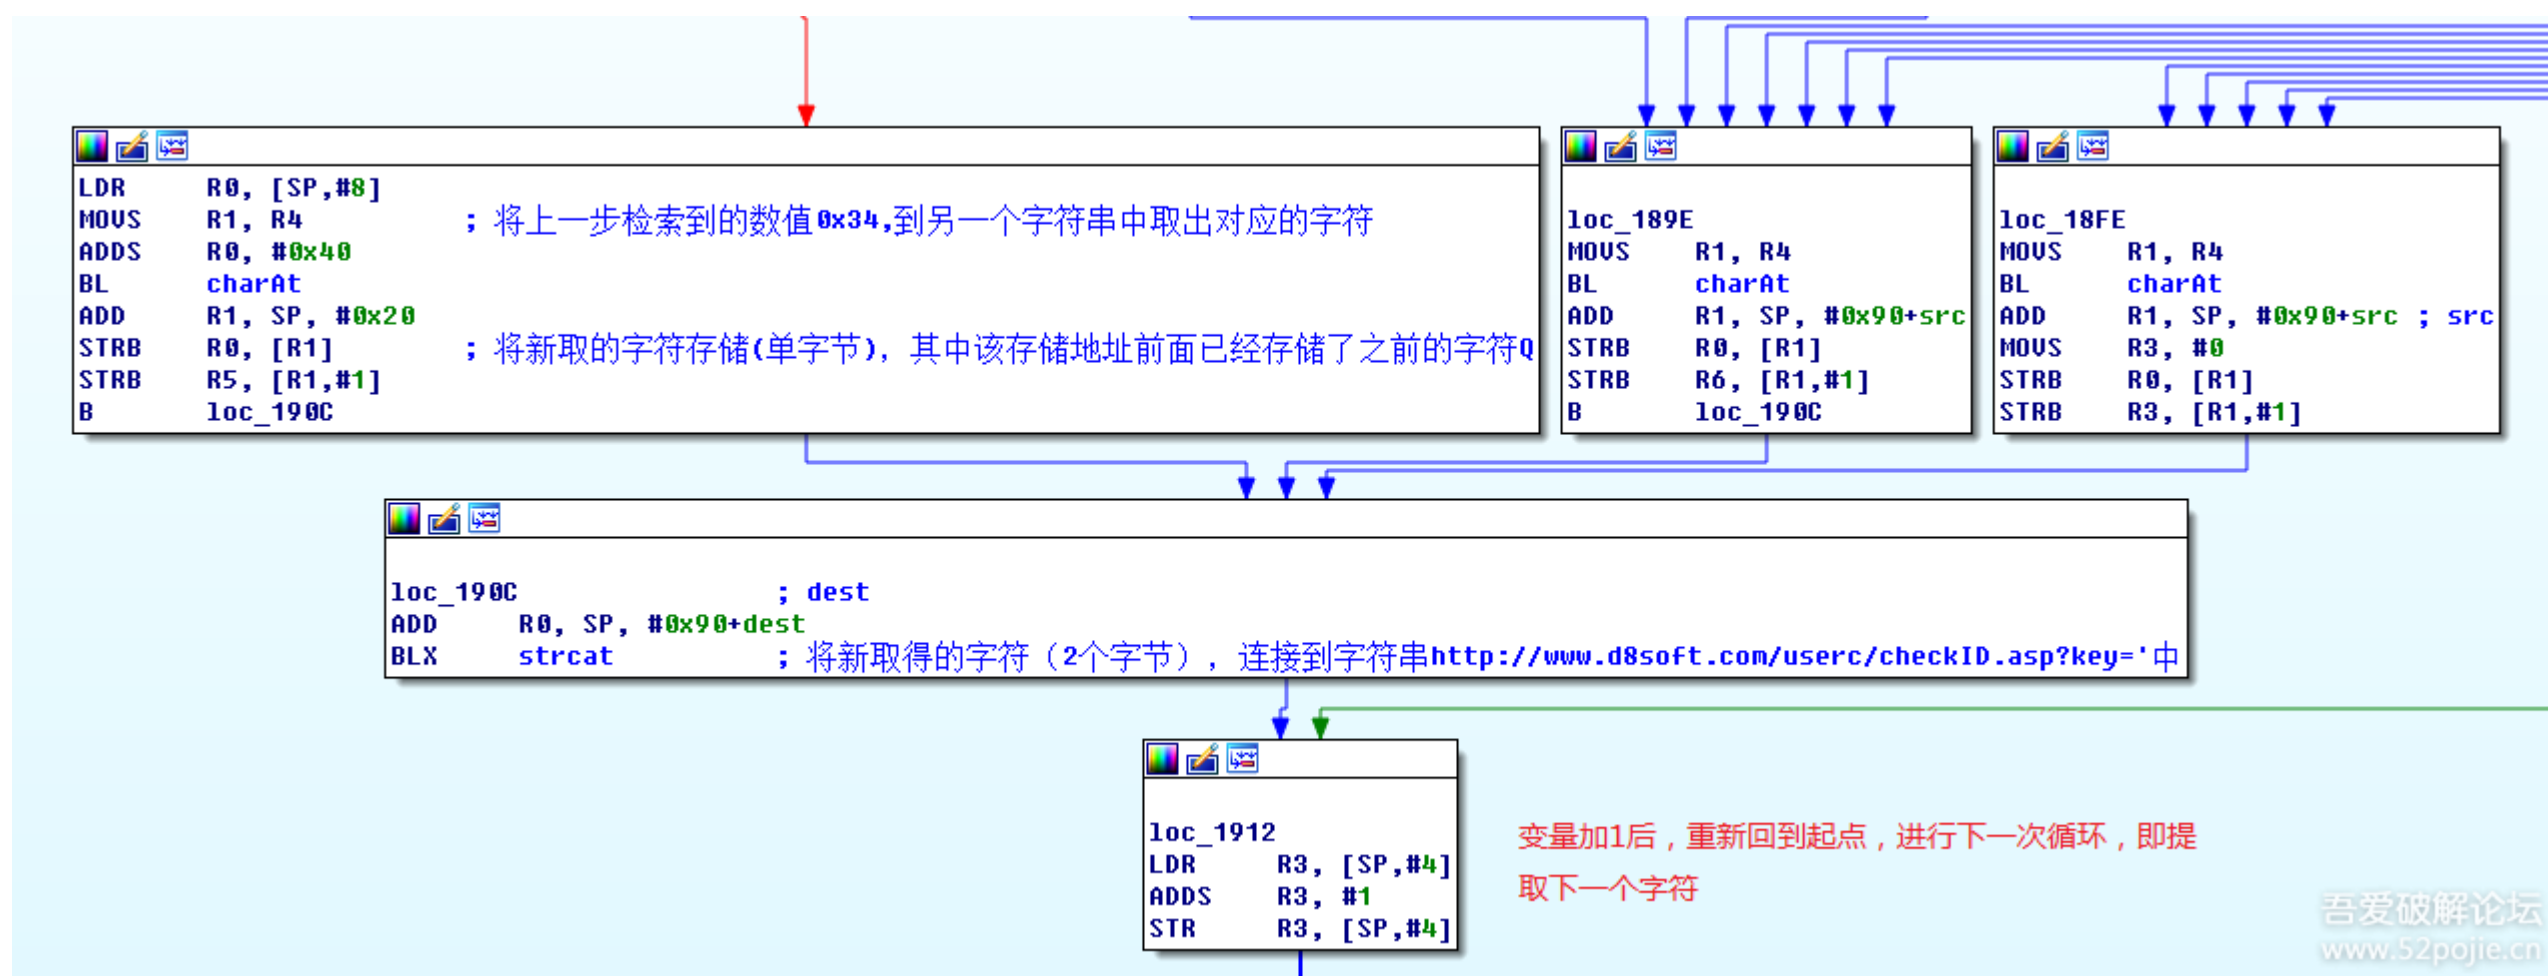 LDR R0, [SP,#8]
MOVS R1, R4 ; 将上一步检索到的数值0x34,到另一个字符串中取出对应的字符
ADDS R0, #0x40
BL charAt
ADD R1, SP, #0x20
STRB R0, [R1] ; 将新取的字符存储(单字节), 其中该存储地址前面已经存储了之前的字符Q
STRB R5, [R1,#1]
B loc_190C
loc_189E
MOVS R1, R4
BL charAt
ADD R1, SP, #0x90+src
STRB R0, [R1]
STRB R6, [R1,#1]
B loc_190C
loc_18FE
MOVS R1, R4
BL charAt
ADD R1, SP, #0x90+src ; src
MOVS R3, #0
STRB R0, [R1]
STRB R3, [R1,#1]
loc_190C ; dest
ADD R0, SP, #0x90+dest
BLX strcat ; 将新取得的字符（2个字节）, 连接到字符串http://www.d8soft.com/userc/checkID.asp?key='中
loc_1912
LDR R3, [SP,#4]
ADDS R3, #1
STR R3, [SP,#4]
变量加1后，重新回到起点，进行下一次循环，即提
取下一个字符
吾爱破解论坛
www.52pojie.cn